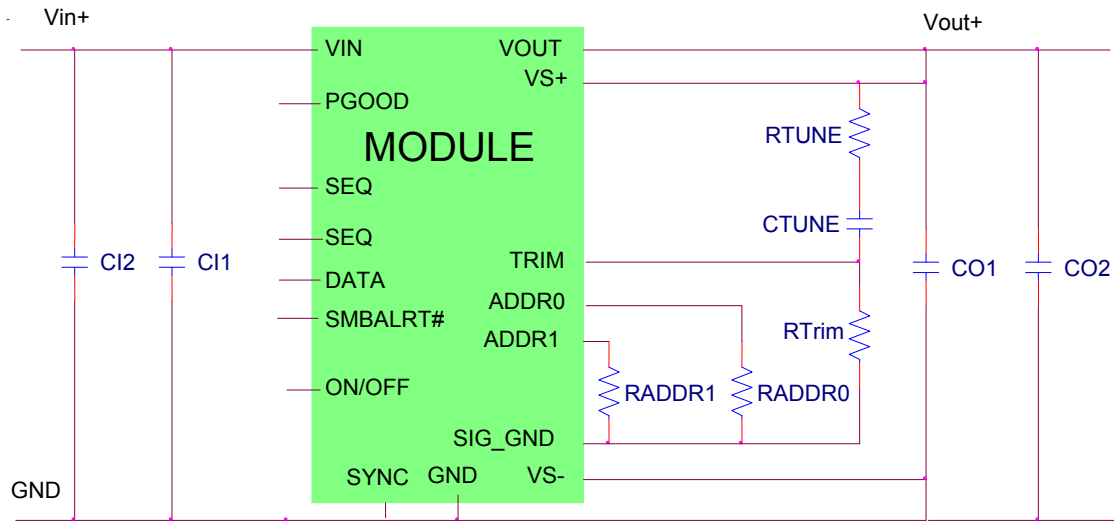 Vin+
Vout+
VIN
VOUT
VS+
PGOOD
MODULE
RTUNE
SEQ
CTUNE
SEQ
TRIM
CI2
CI1
CO1
CO2
DATA
ADDR0
SMBALRT#
ADDR1
RTrim
ON/OFF
RADDR1
RADDR0
SIG_GND
SYNC
GND
VS-
GND